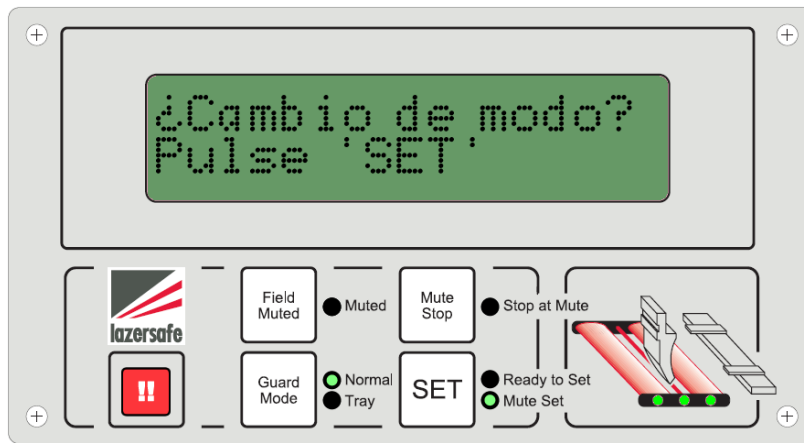 ¿Cambio de modo?
Pulse 'SET'
lazersafe
Field
Muted
Muted
Mute
Stop
Stop at Mute
!!
Guard
Mode
Normal
Tray
SET
Ready to Set
Mute Set